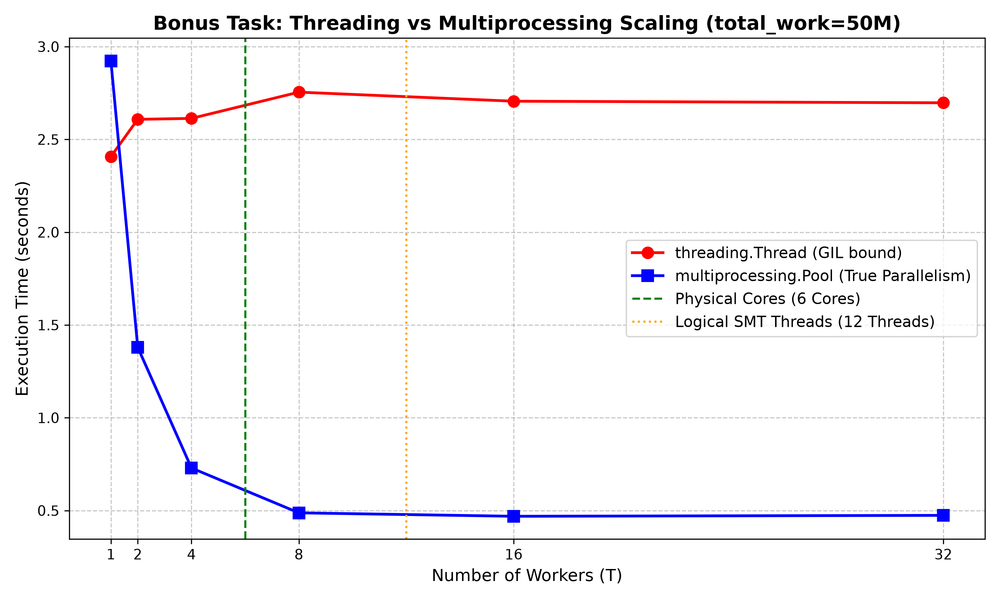 Bonus Task: Threading vs Multiprocessing Scaling (total_work=50M)
Execution Time (seconds)
3.0
2.5
2.0
1.5
1.0
0.5
threading.Thread (GIL bound)
multiprocessing.Pool (True Parallelism)
Physical Cores (6 Cores)
Logical SMT Threads (12 Threads)
1 2 4 8 16 32
Number of Workers (T)